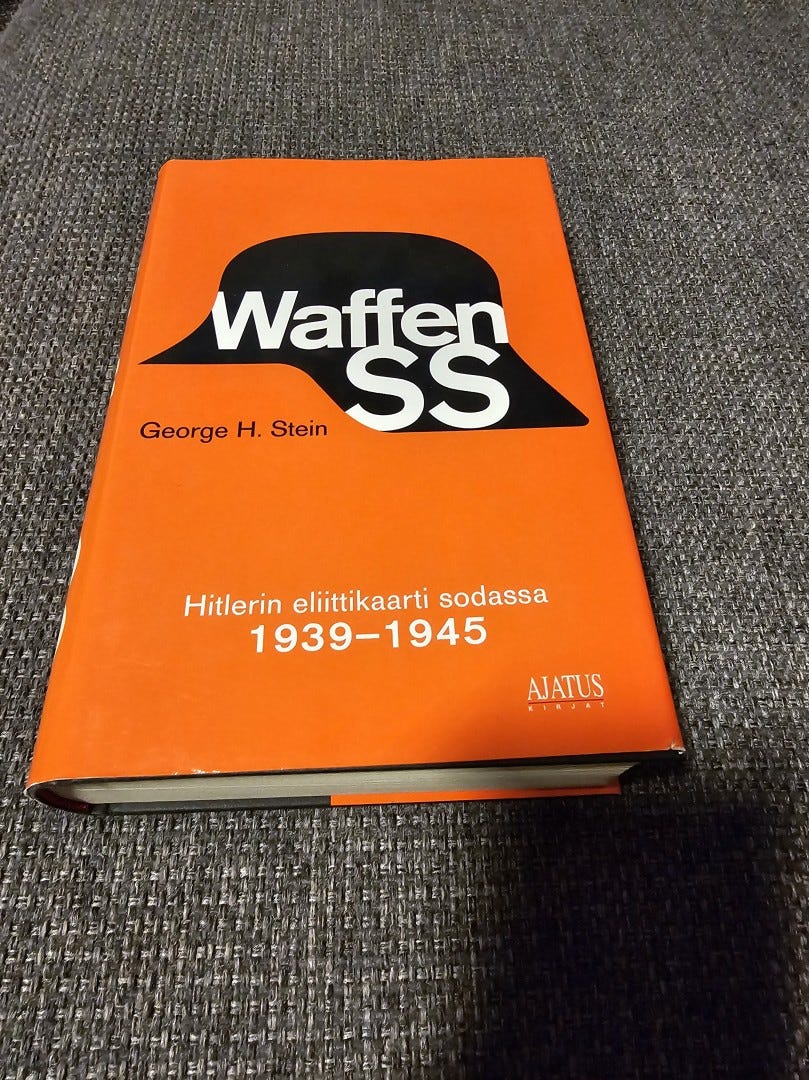 Waffen
SS
George H. Stein
Hitlerin eliittikaarti sodassa
1939–1945
AJATUS
KIRJAT